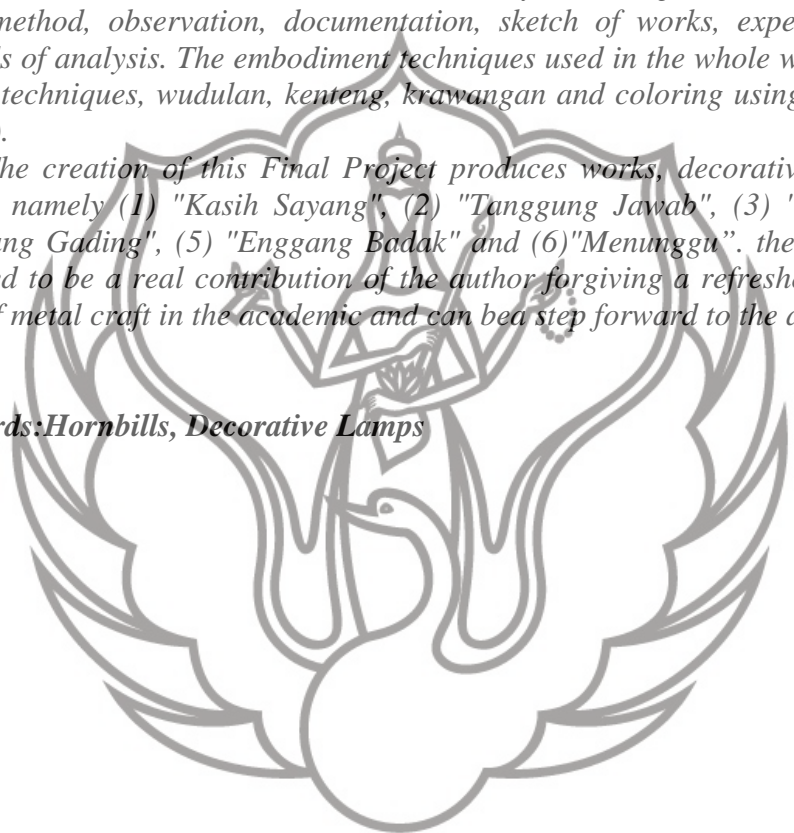 method, observation, documentation, sketch of works, expe
s of analysis. The embodiment techniques used in the whole w
techniques, wudulan, kenteng, krawangan and coloring using
).
he creation of this Final Project produces works, decorative
namely (1) "Kasih Sayang", (2) "Tanggung Jawab", (3) "
ang Gading", (5) "Enggang Badak" and (6)"Menunggu”. the
ed to be a real contribution of the author forgiving a refresh
f metal craft in the academic and can bea step forward to the a
rds:Hornbills, Decorative Lamps